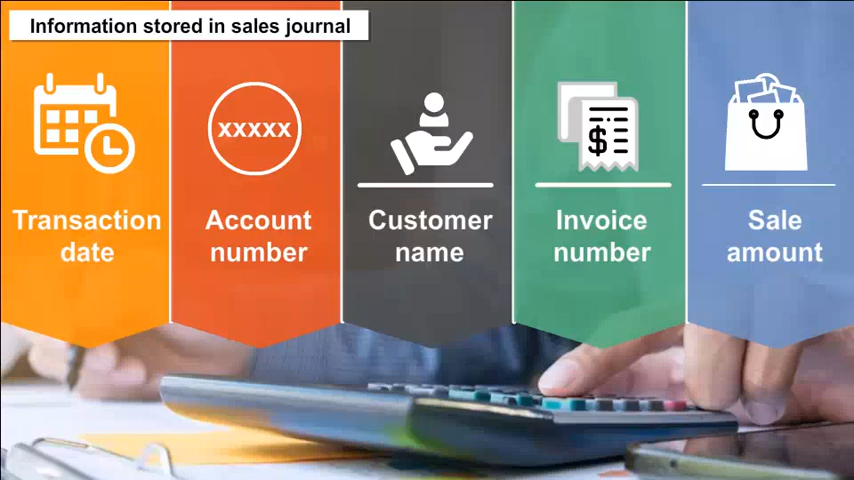 Information stored in sales journal
xxxxx
$
Transaction
date
Account
number
Customer
name
Invoice
number
Sale
amount